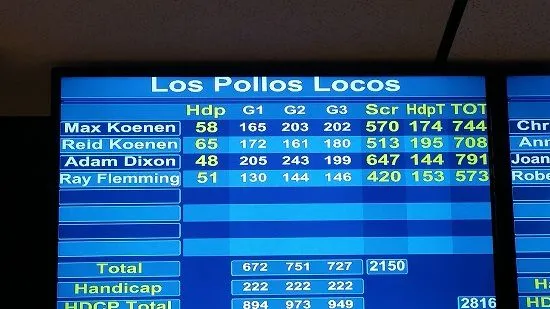 Los Pollos Locos
Hdp G1 G2 G3 Scr HdpT TOT
Max Koenen 58 165 203 202 570 174 744
Reid Koenen 65 172 161 180 513 195 708
Adam Dixon 48 205 243 199 647 144 791
Ray Flemming 51 130 144 146 420 153 573
Total 672 751 727 2150
Handicap 222 222 222
HDCP Total 894 973 949 2816